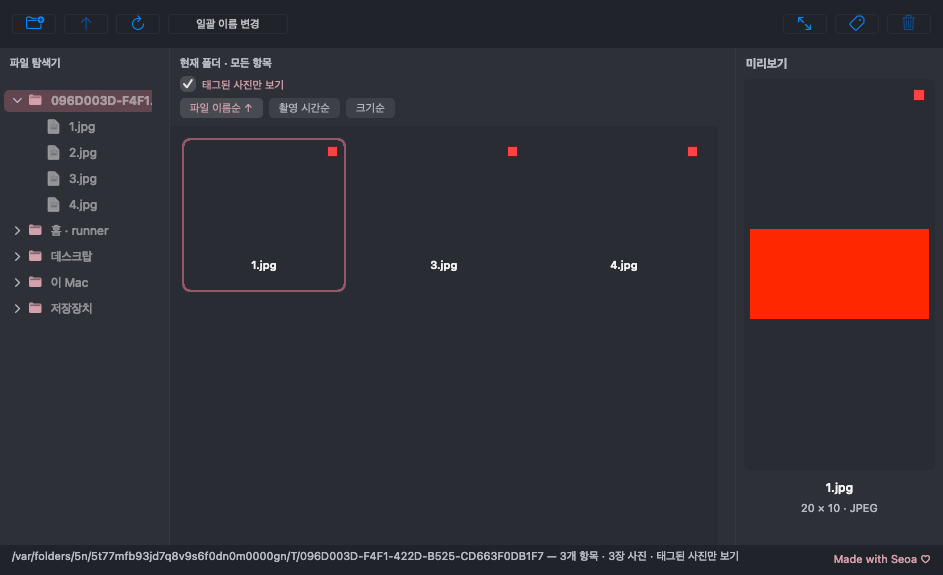 일괄 이름 변경
파일 탐색기
096D003D-F4F1.
1.jpg
2.jpg
3.jpg
4.jpg
홈 · runner
데스크탑
이 Mac
저장장치
현재 폴더 · 모든 항목
태그된 사진만 보기
파일 이름순 ↑ 촬영 시간순 크기순
1.jpg 3.jpg 4.jpg
미리보기
1.jpg
20 × 10 · JPEG
/var/folders/5n/5t77mfb93jd7q8v9s6f0dn0m0000gn/T/096D003D-F4F1-422D-B525-CD663F0DB1F7 — 3개 항목 · 3장 사진 · 태그된 사진만 보기
Made with Seoa ♡